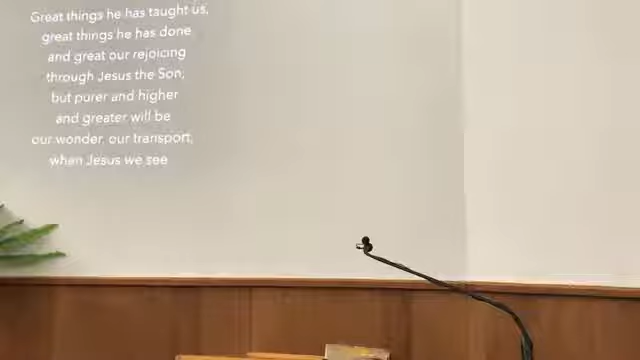 Great things he has taught us,
great things he has done
and great our rejoicing
through Jesus the Son;
but purer and higher
and greater will be
our wonder, our transport,
when Jesus we see